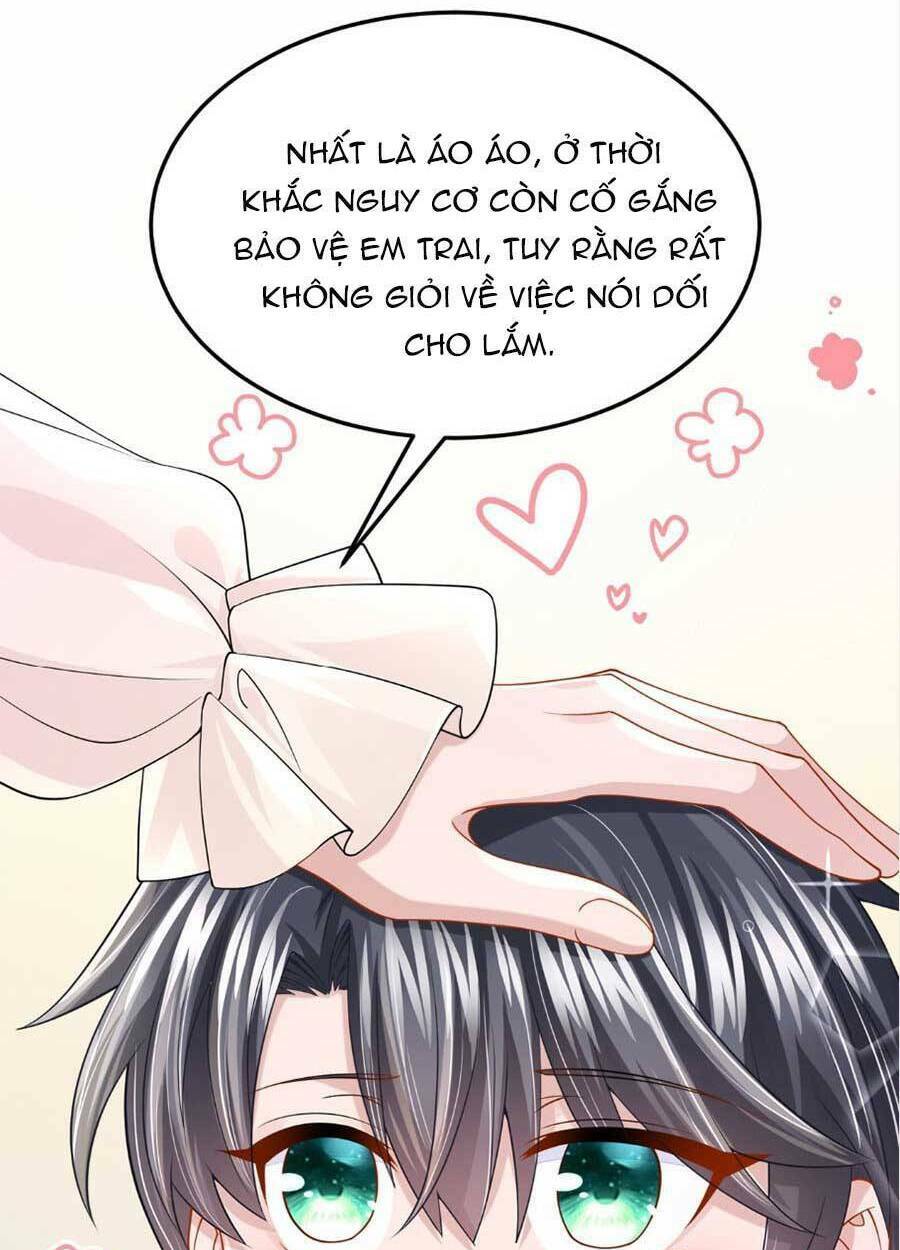 NHẤT LÀ ÁO ÁO, Ở THỜI
KHẮC NGUY CƠ CÒN CỐ GẮNG
BẢO VỆ EM TRAI, TUY RẰNG RẤT
KHÔNG GIỎI VỀ VIỆC NÓI DỐI
CHO LẮM.